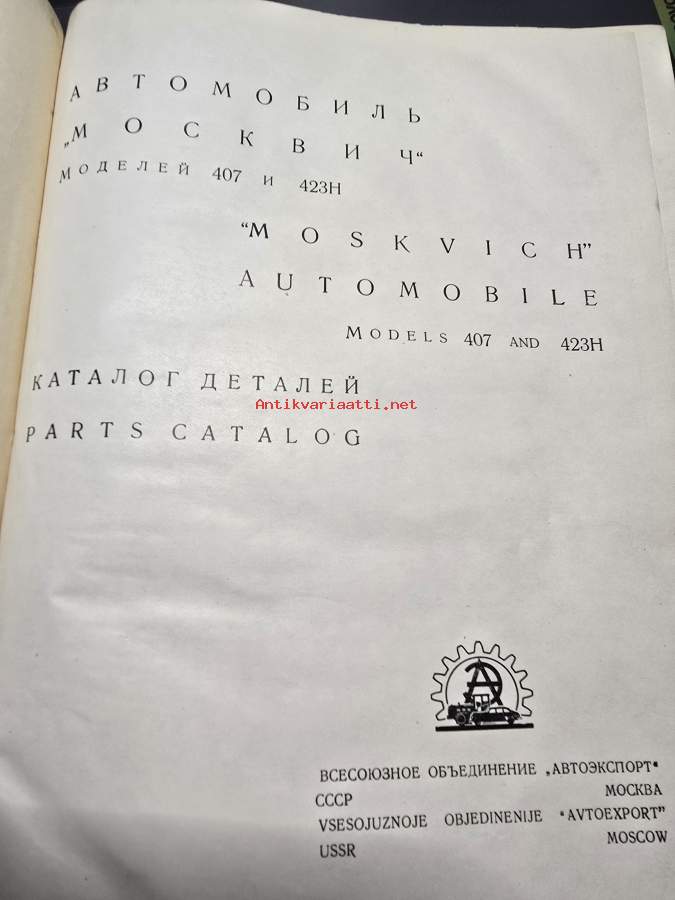 АВТОМОБИЛЬ
„МОСКВИЧ“
МОДЕЛЕЙ 407 И 423Н
“MOSKVICH”
AUTOMOBILE
MODELS 407 AND 423H
КАТАЛОГ ДЕТАЛЕЙ
Antikvariaatti.net
PARTS CATALOG
ВСЕСОЮЗНОЕ ОБЪЕДИНЕНИЕ „АВТОЭКСПОРТ“
СССР МОСКВА
VSESOJUZNOJE OBJEDINENIJE “AVTOEXPORT”
USSR MOSCOW